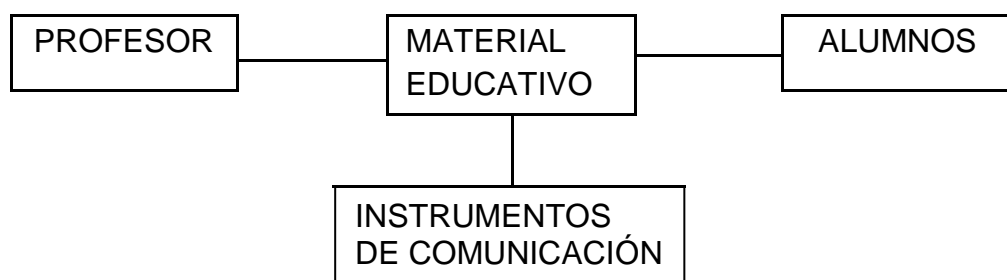 PROFESOR
MATERIAL
EDUCATIVO
ALUMNOS
INSTRUMENTOS
DE COMUNICACIÓN